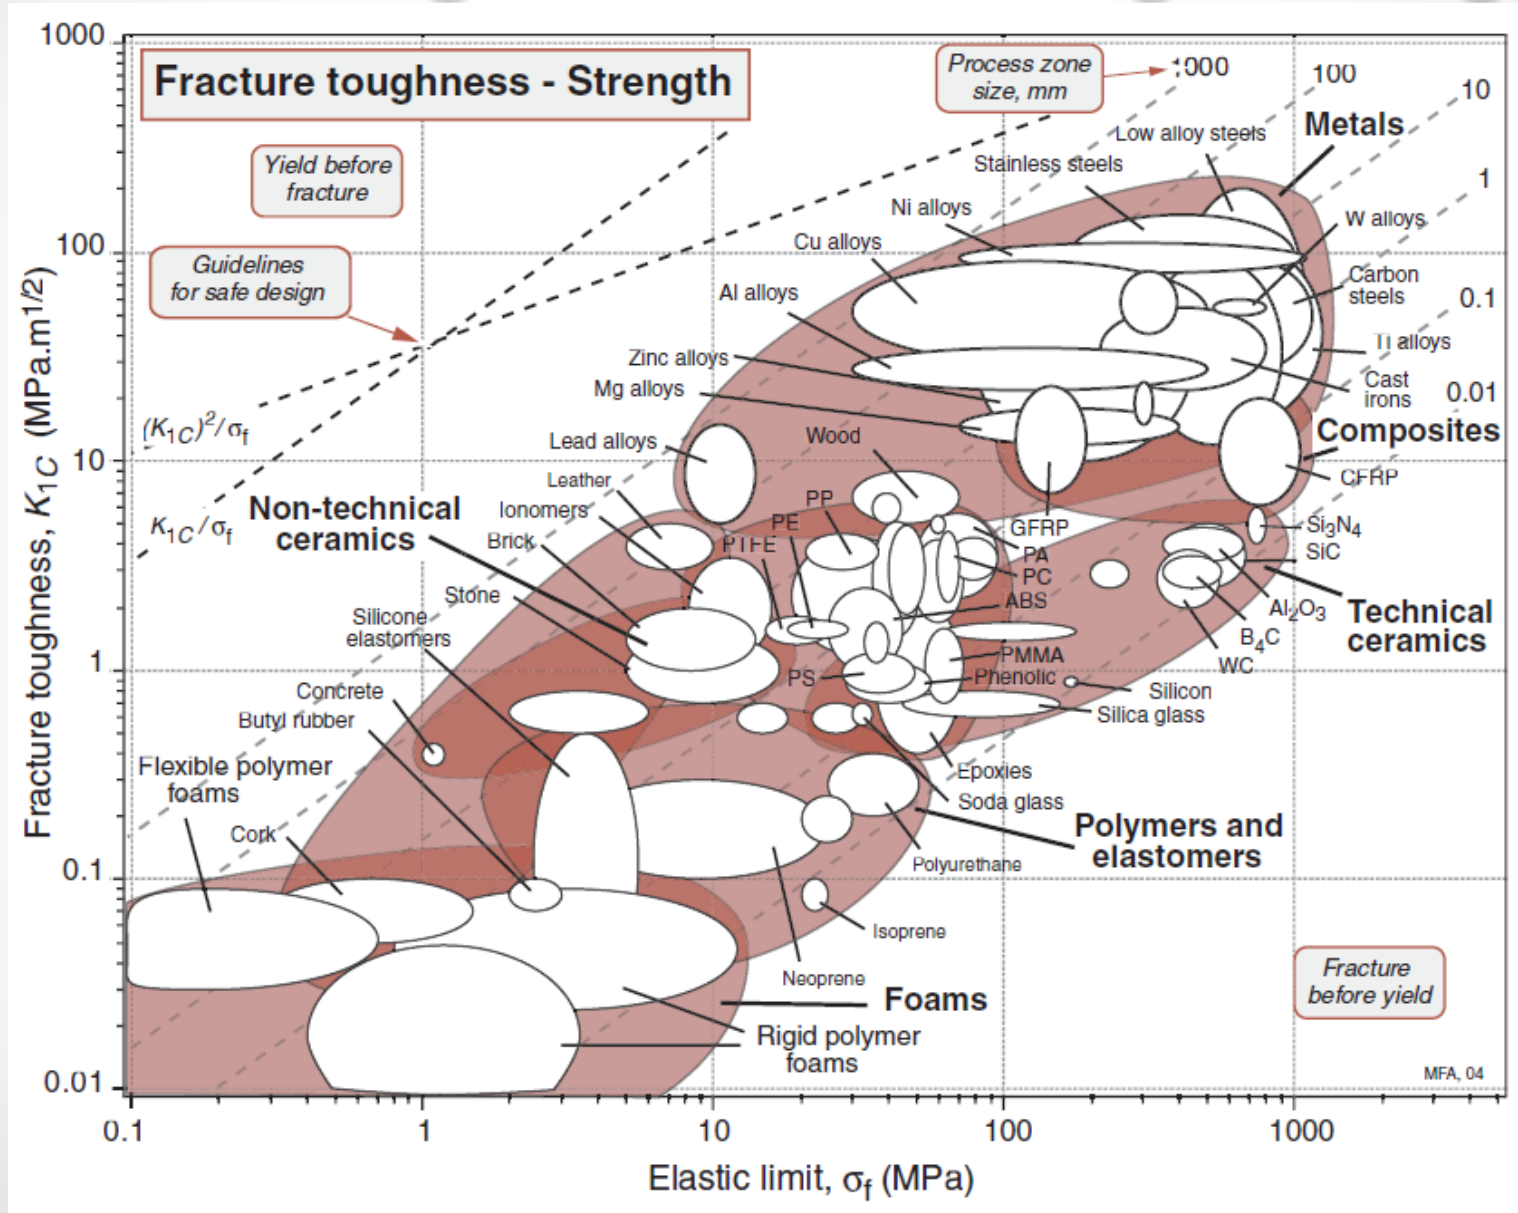 Fracture toughness - Strength
Process zone
size, mm
1000
100
10
1
0.1
0.01
Yield before
fracture
Guidelines
for safe design
(K1C)²/σf
K1C/σf
Metals
Low alloy steels
Stainless steels
Ni alloys
W alloys
Cu alloys
Carbon
steels
Al alloys
Ti alloys
Zinc alloys
Cast
irons
Mg alloys
Composites
Lead alloys
Wood
CFRP
Leather
PP
GFRP
Non-technical
ceramics
Ionomers
PE
Si3N4
Brick
PTFE
PA
SiC
PC
Stone
ABS
Al2O3
Technical
ceramics
Silicone
elastomers
B4C
PMMA
WC
PS
Phenolic
Concrete
Silicon
Butyl rubber
Silica glass
Flexible polymer
foams
Epoxies
Soda glass
Cork
Polymers and
elastomers
Polyurethane
Isoprene
Neoprene
Foams
Fracture
before yield
Rigid polymer
foams
MFA, 04
Fracture toughness, K1C (MPa.m1/2)
1000
100
10
1
0.1
0.01
0.1
1
10
100
1000
Elastic limit, σf (MPa)